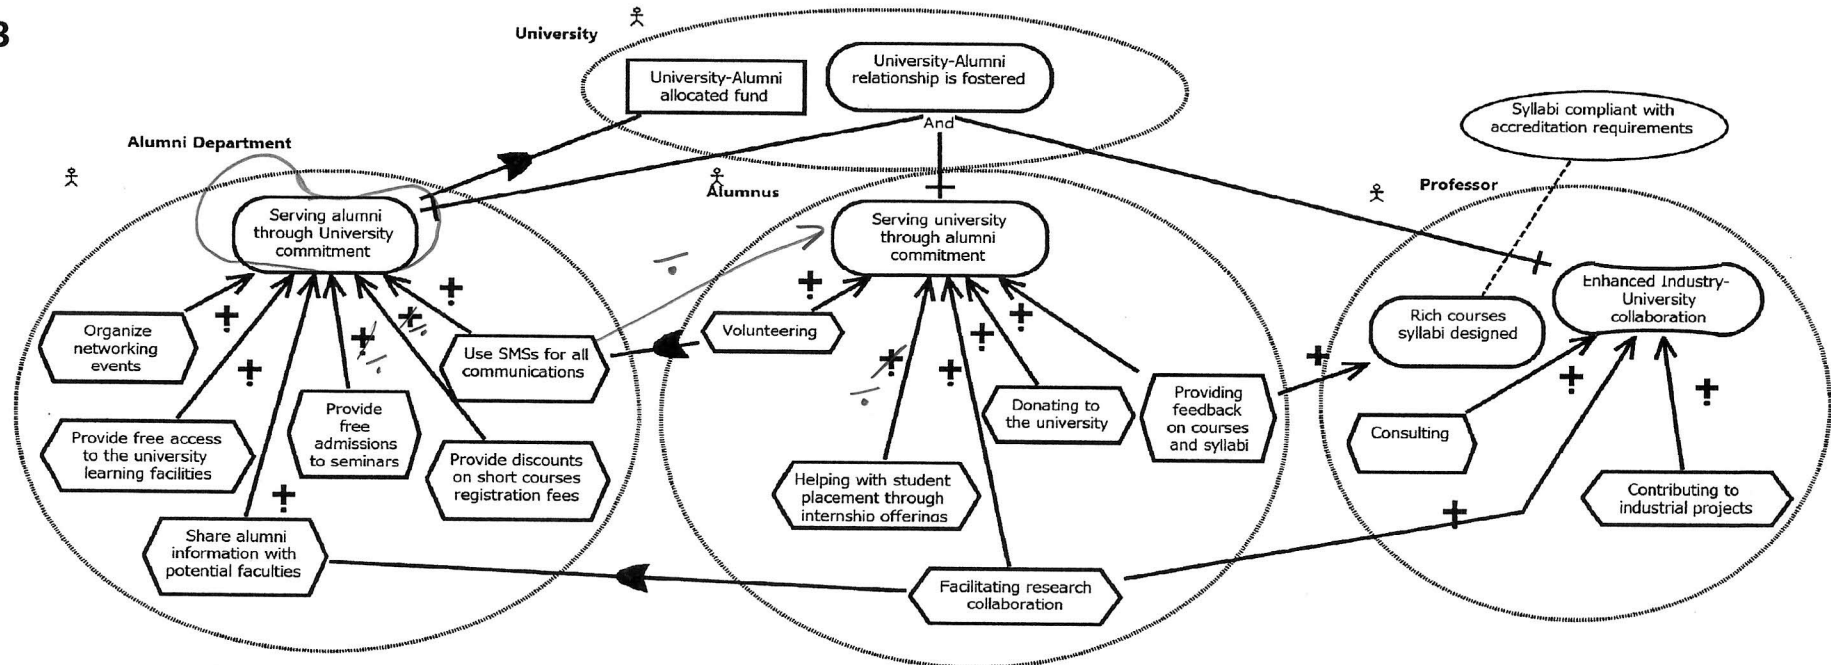 B
University
University-Alumni
allocated fund
University-Alumni
relationship is fostered
And
Syllabi compliant with
accreditation requirements
Alumni Department
Alumnus
Professor
Serving alumni
through University
commitment
Serving university
through alumni
commitment
Enhanced Industry-
University
collaboration
Rich courses
syllabi designed
Organize
networking
events
Use SMSs for all
communications
Volunteering
Provide free access
to the university
learning facilities
Provide
free
admissions
to seminars
Provide discounts
on short courses
registration fees
Share alumni
information with
potential faculties
Helping with student
placement through
internship offerings
Donating to
the university
Providing
feedback
on courses
and syllabi
Facilitating research
collaboration
Consulting
Contributing to
industrial projects